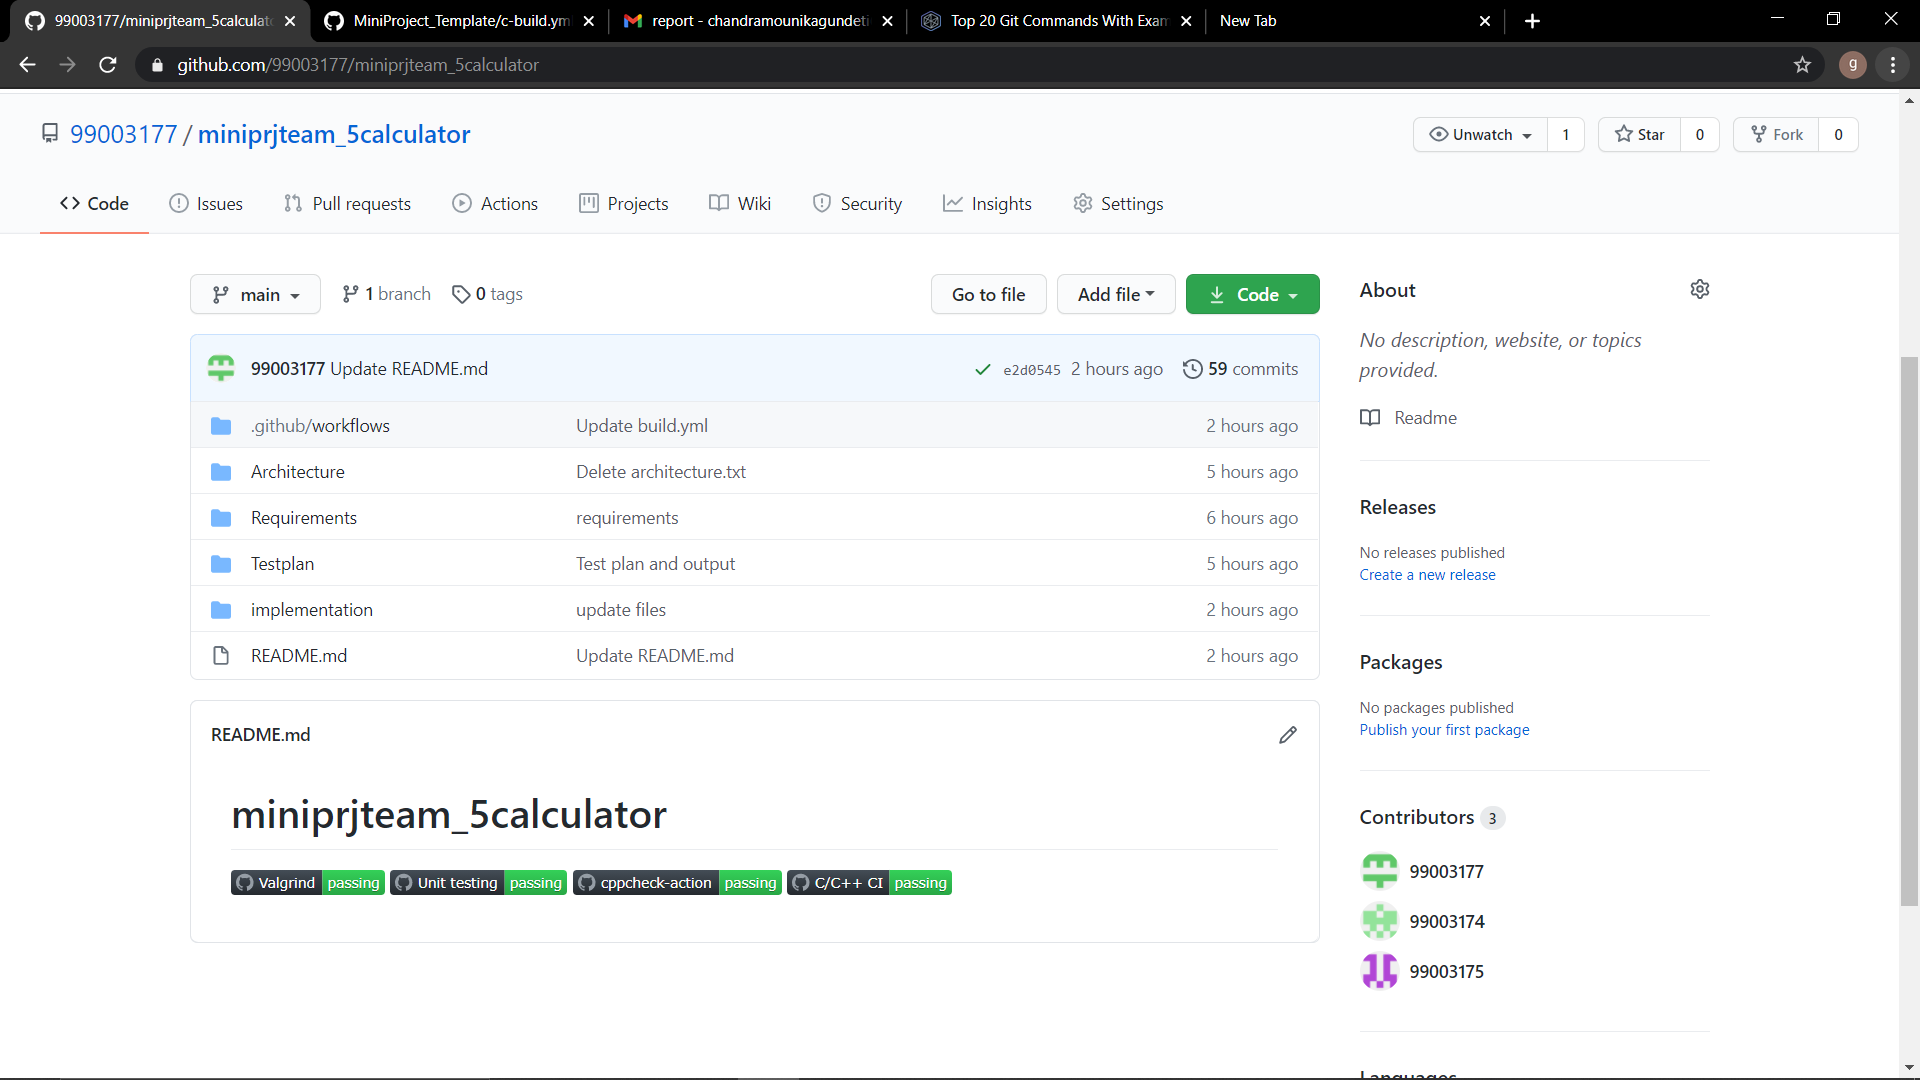 99003177/miniprjteam_5calculato
MiniProject_Template/c-build.ym
report - chandramounikagundeti
Top 20 Git Commands With Exam
New Tab
github.com/99003177/miniprjteam_5calculator
g
99003177 / miniprjteam_5calculator
Unwatch 1
Star 0
Fork 0
Code
Issues
Pull requests
Actions
Projects
Wiki
Security
Insights
Settings
main
1 branch
0 tags
Go to file
Add file
Code
99003177 Update README.md e2d0545 2 hours ago 59 commits
.github/workflows Update build.yml 2 hours ago
Architecture Delete architecture.txt 5 hours ago
Requirements requirements 6 hours ago
Testplan Test plan and output 5 hours ago
implementation update files 2 hours ago
README.md Update README.md 2 hours ago
README.md
miniprjteam_5calculator
Valgrind passing Unit testing passing cppcheck-action passing C/C++ CI passing
About
No description, website, or topics
provided.
Readme
Releases
No releases published
Create a new release
Packages
No packages published
Publish your first package
Contributors 3
99003177
99003174
99003175
Languages